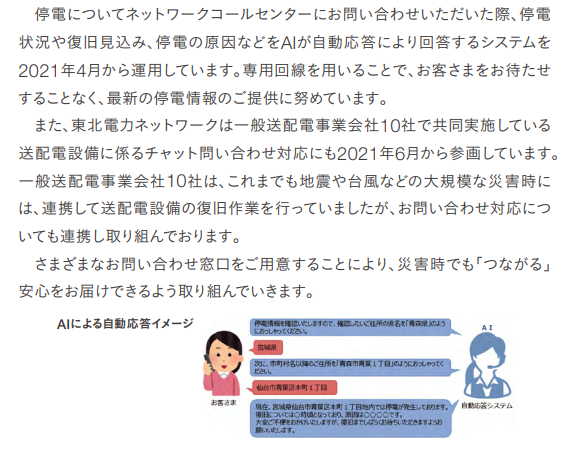 停電についてネットワークコールセンターにお問い合わせいただいた際、停電
状況や復旧見込み、停電の原因などをAIが自動応答により回答するシステムを
2021年4月から運用しています。専用回線を用いることで、お客さまをお待たせ
することなく、最新の停電情報のご提供に努めています。
また、東北電力ネットワークは一般送配電事業会社10社で共同実施している
送配電設備に係るチャット問い合わせ対応にも2021年6月から参画しています。
一般送配電事業会社10社は、これまでも地震や台風などの大規模な災害時に
は、連携して送配電設備の復旧作業を行っていましたが、お問い合わせ対応につ
いても連携し取り組んでおります。
さまざまなお問い合わせ窓口をご用意することにより、災害時でも「つながる」
安心をお届けできるよう取り組んでいきます。
AIによる自動応答イメージ
停電情報を確認いたしますので、確認したいご住所の県名を「青森県」のよう
におっしゃってください。
宮城県
次に、市町村名以降のご住所を「青森市青葉１丁目」のようにおっしゃってく
ださい。
仙台市青葉区本町１丁目
現在、宮城県仙台市青葉区本町１丁目地内では停電が発生しております。
復旧については○時頃となっており、原因は○○○○です。
大変ご不便をおかけいたしますが、復旧までしばらくお待ちいただきますようお
願いいたします。
お客さま
AI
自動応答システム